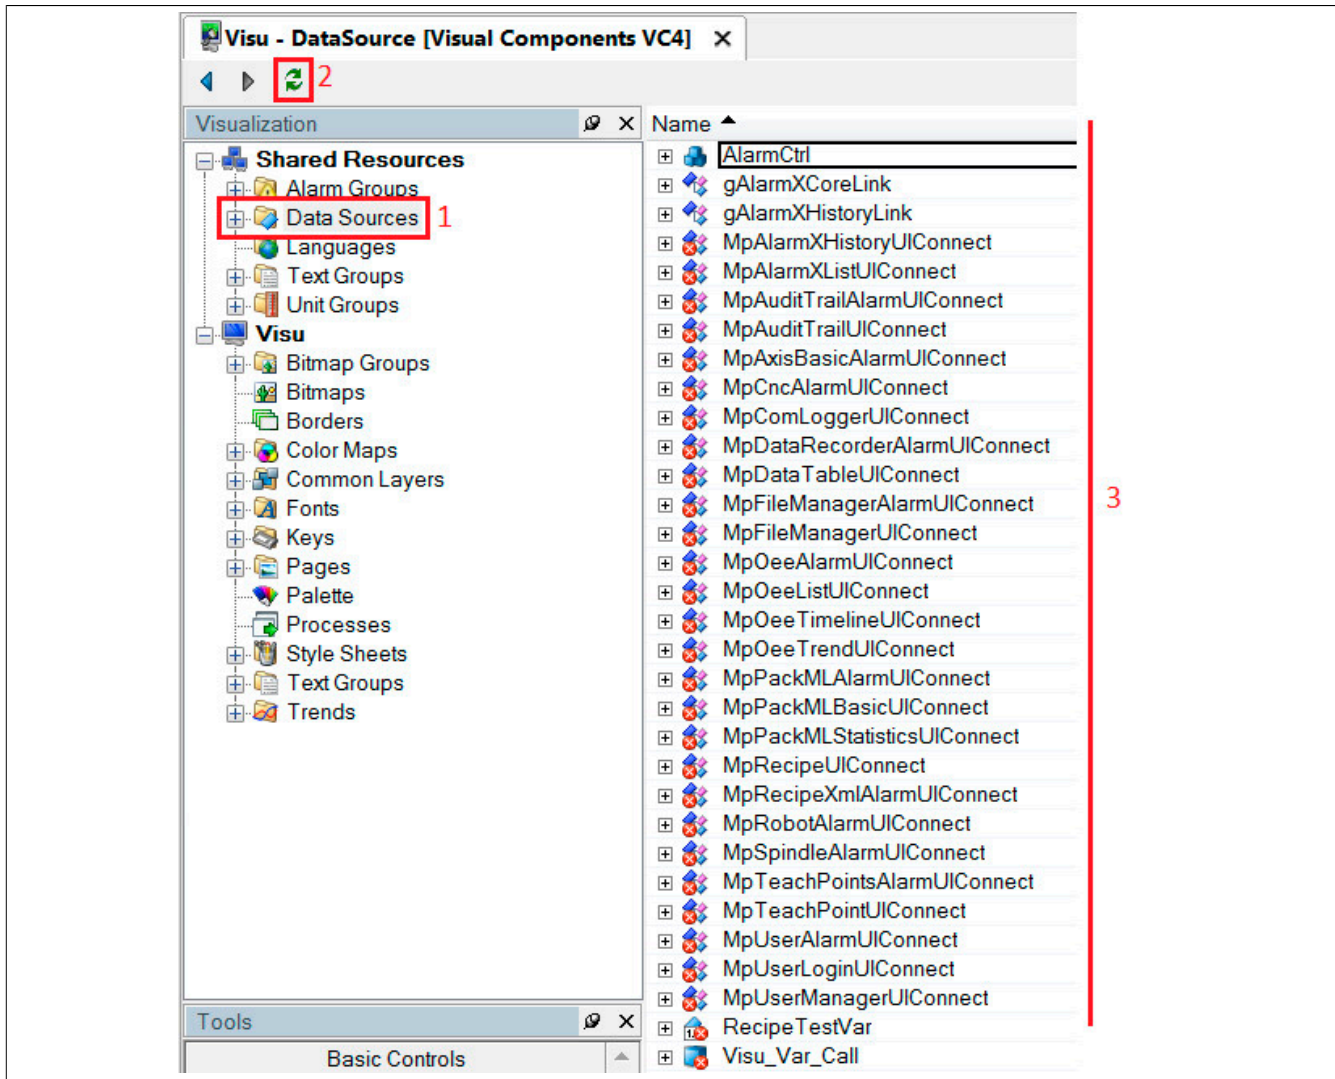 Visu - DataSource [Visual Components VC4]
2
Visualization
Shared Resources
Alarm Groups
Data Sources
1
Languages
Text Groups
Unit Groups
Visu
Bitmap Groups
Bitmaps
Borders
Color Maps
Common Layers
Fonts
Keys
Pages
Palette
Processes
Style Sheets
Text Groups
Trends
Tools
Basic Controls
Name
AlarmCtrl
gAlarmXCoreLink
gAlarmXHistoryLink
MpAlarmXHistoryUIConnect
MpAlarmXListUIConnect
MpAuditTrailAlarmUIConnect
MpAuditTrailUIConnect
MpAxisBasicAlarmUIConnect
MpCncAlarmUIConnect
MpComLoggerUIConnect
MpDataRecorderAlarmUIConnect
MpDataTableUIConnect
MpFileManagerAlarmUIConnect
MpFileManagerUIConnect
MpOeeAlarmUIConnect
MpOeeListUIConnect
MpOeeTimelineUIConnect
MpOeeTrendUIConnect
MpPackMLAlarmUIConnect
MpPackMLBasicUIConnect
MpPackMLStatisticsUIConnect
MpRecipeUIConnect
MpRecipeXmlAlarmUIConnect
MpRobotAlarmUIConnect
MpSpindleAlarmUIConnect
MpTeachPointsAlarmUIConnect
MpTeachPointUIConnect
MpUserAlarmUIConnect
MpUserLoginUIConnect
MpUserManagerUIConnect
RecipeTestVar
Visu_Var_Call
3